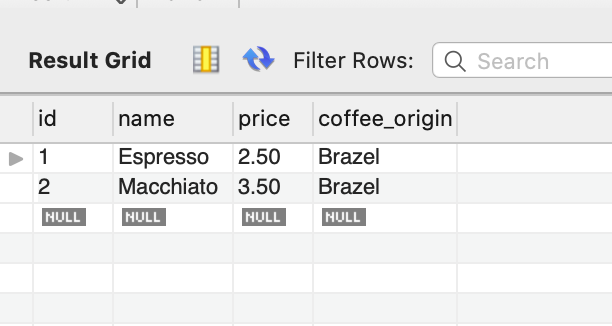 Result Grid Filter Rows: Search
id name price coffee_origin
1 Espresso 2.50 Brazel
2 Macchiato 3.50 Brazel
NULL NULL NULL NULL